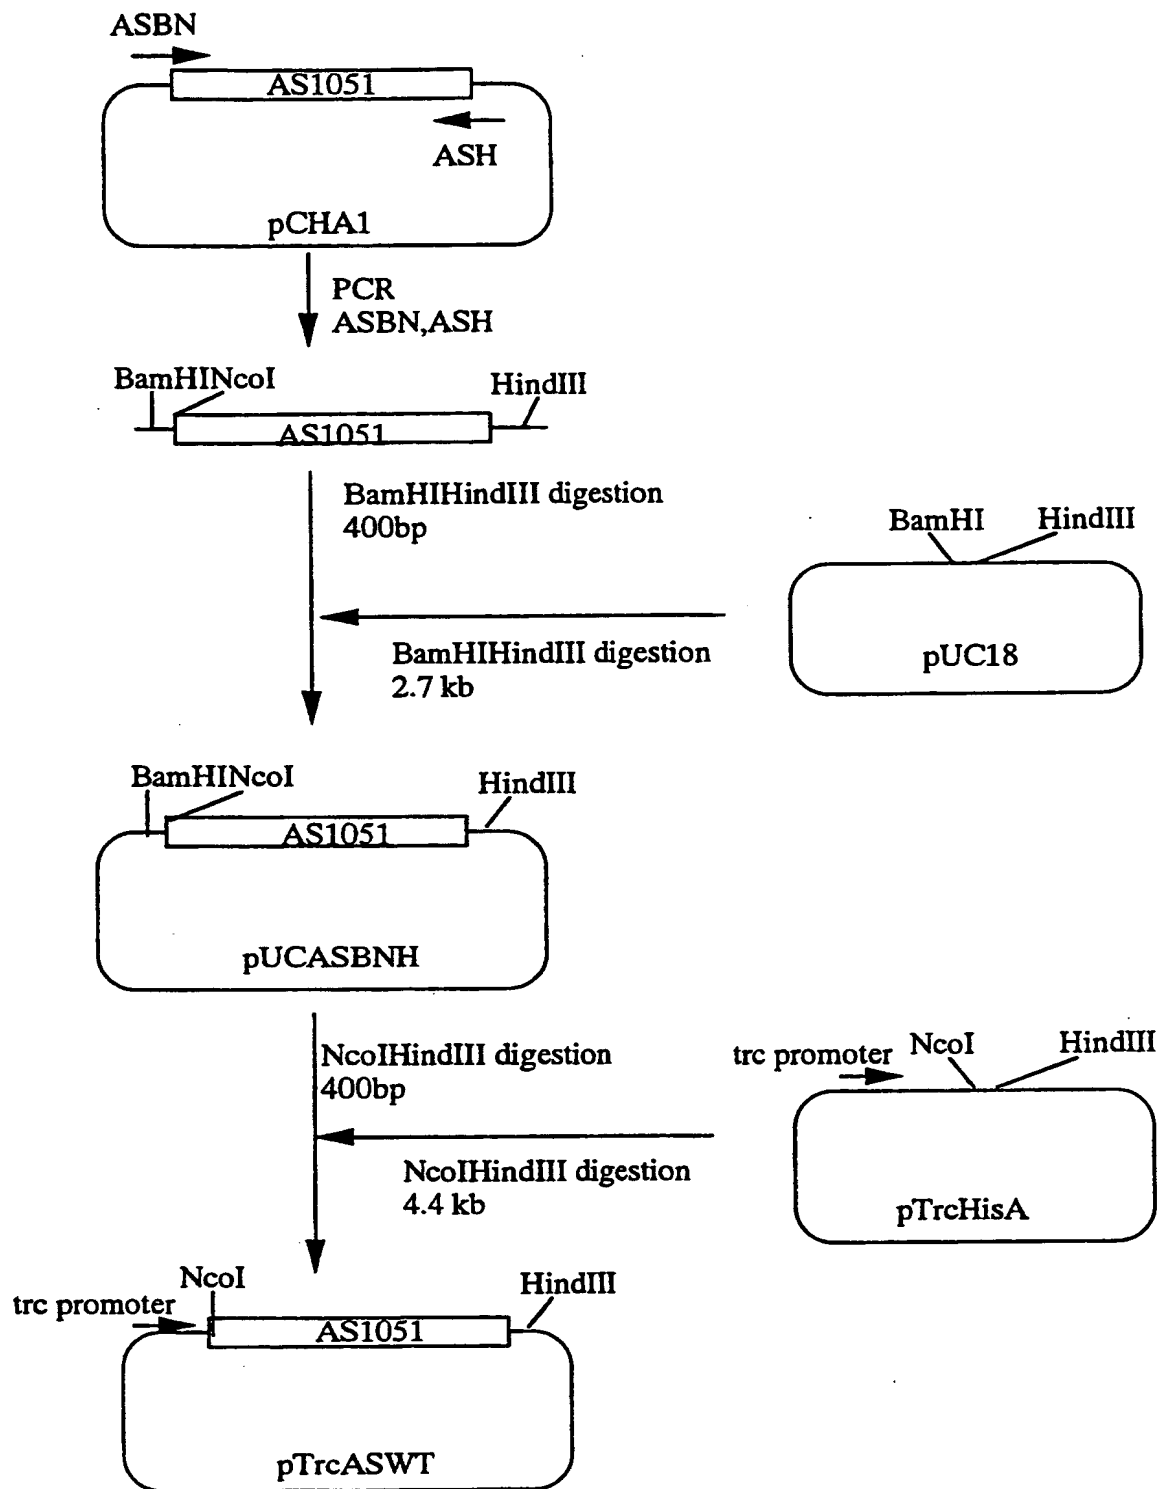 ASBN
AS1051
ASH
pCHA1
PCR
ASBN,ASH
BamHINcoI
HindIII
AS1051
BamHIHindIII digestion
400bp
BamHI
HindIII
BamHIHindIII digestion
2.7 kb
pUC18
BamHINcoI
HindIII
AS1051
pUCASBNH
NcoIHindIII digestion
400bp
trc promoter
NcoI
HindIII
NcoIHindIII digestion
4.4 kb
pTrcHisA
NcoI
HindIII
trc promoter
AS1051
pTrcASWT